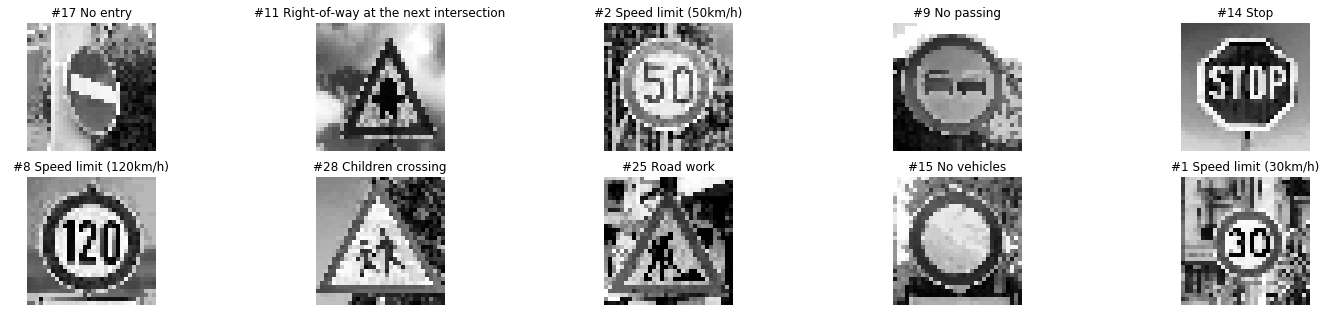 #17 No entry
#11 Right-of-way at the next intersection
#2 Speed limit (50km/h)
#9 No passing
#14 Stop
50
STOP
#8 Speed limit (120km/h)
#28 Children crossing
#25 Road work
#15 No vehicles
#1 Speed limit (30km/h)
120
30